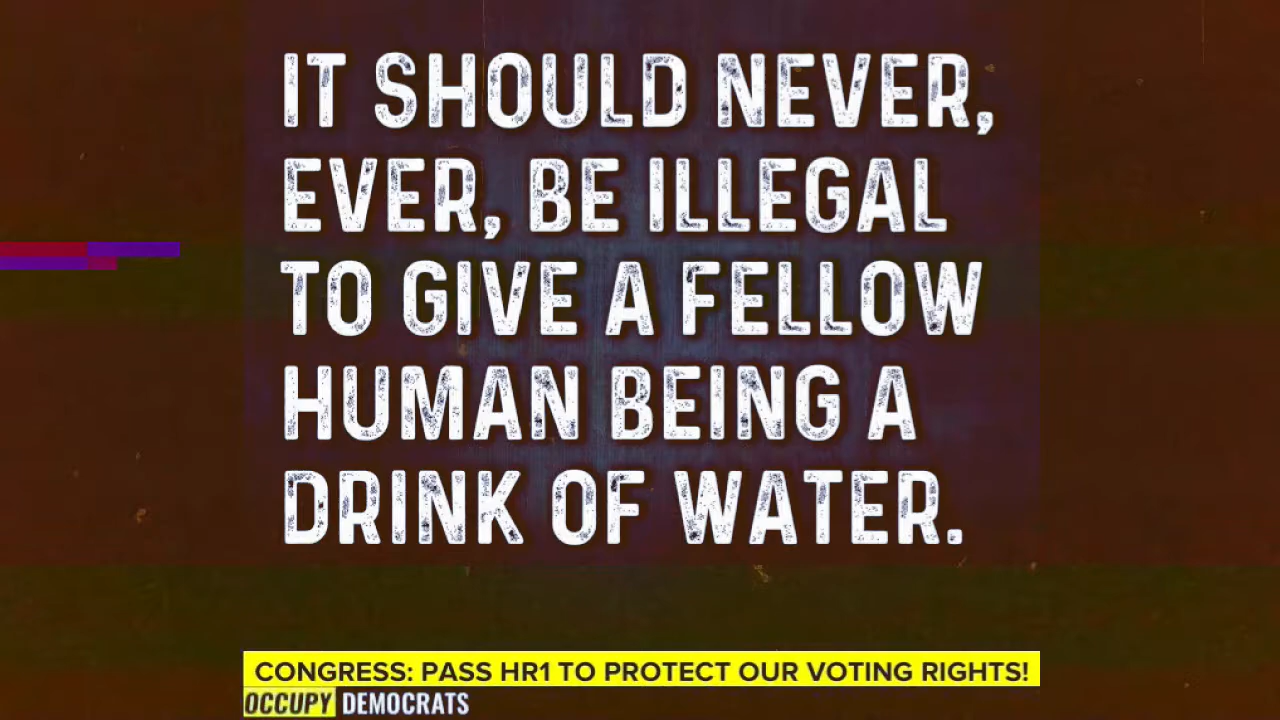 IT SHOULD NEVER,
EVER, BE ILLEGAL
TO GIVE A FELLOW
HUMAN BEING A
DRINK OF WATER.
CONGRESS: PASS HR1 TO PROTECT OUR VOTING RIGHTS!
OCCUPY DEMOCRATS